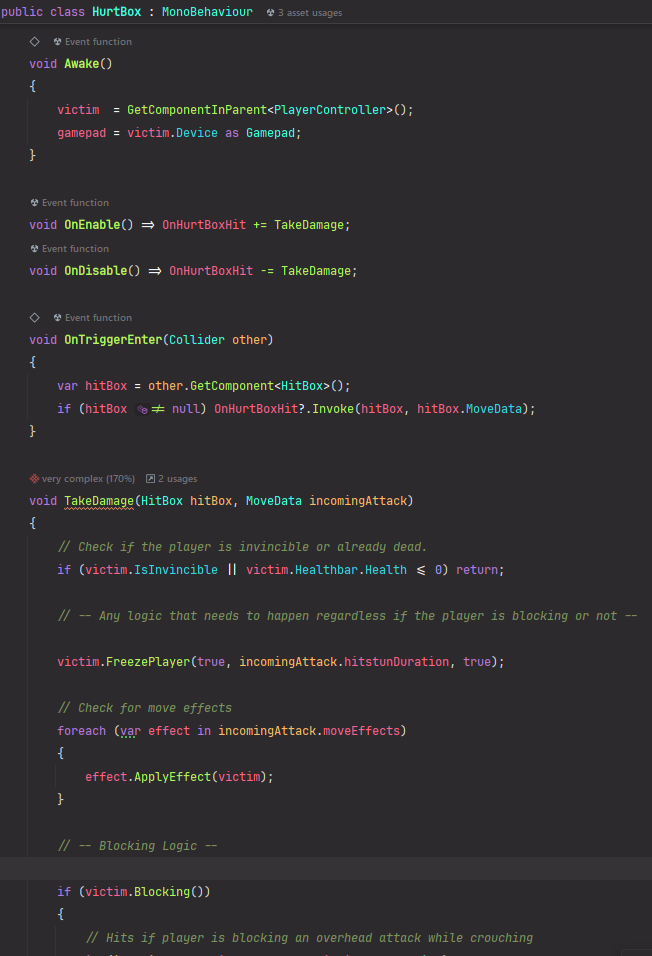 public class HurtBox : MonoBehaviour 3 asset usages
Event function
void Awake()
{
victim = GetComponentInParent<PlayerController>();
gamepad = victim.Device as Gamepad;
}
Event function
void OnEnable() => OnHurtBoxHit += TakeDamage;
Event function
void OnDisable() => OnHurtBoxHit -= TakeDamage;
Event function
void OnTriggerEnter(Collider other)
{
var hitBox = other.GetComponent<HitBox>();
if (hitBox != null) OnHurtBoxHit?.Invoke(hitBox, hitBox.MoveData);
}
very complex (170%) 2 usages
void TakeDamage(HitBox hitBox, MoveData incomingAttack)
{
// Check if the player is invincible or already dead.
if (victim.IsInvincible || victim.Healthbar.Health <= 0) return;
// -- Any logic that needs to happen regardless if the player is blocking or not --
victim.FreezePlayer(true, incomingAttack.hitstunDuration, true);
// Check for move effects
foreach (var effect in incomingAttack.moveEffects)
{
effect.ApplyEffect(victim);
}
// -- Blocking Logic --
if (victim.Blocking())
{
// Hits if player is blocking an overhead attack while crouching